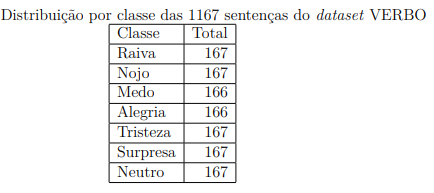 Distribuição por classe das 1167 sentenças do dataset VERBO
Classe Total
Raiva 167
Nojo 167
Medo 166
Alegria 166
Tristeza 167
Surpresa 167
Neutro 167